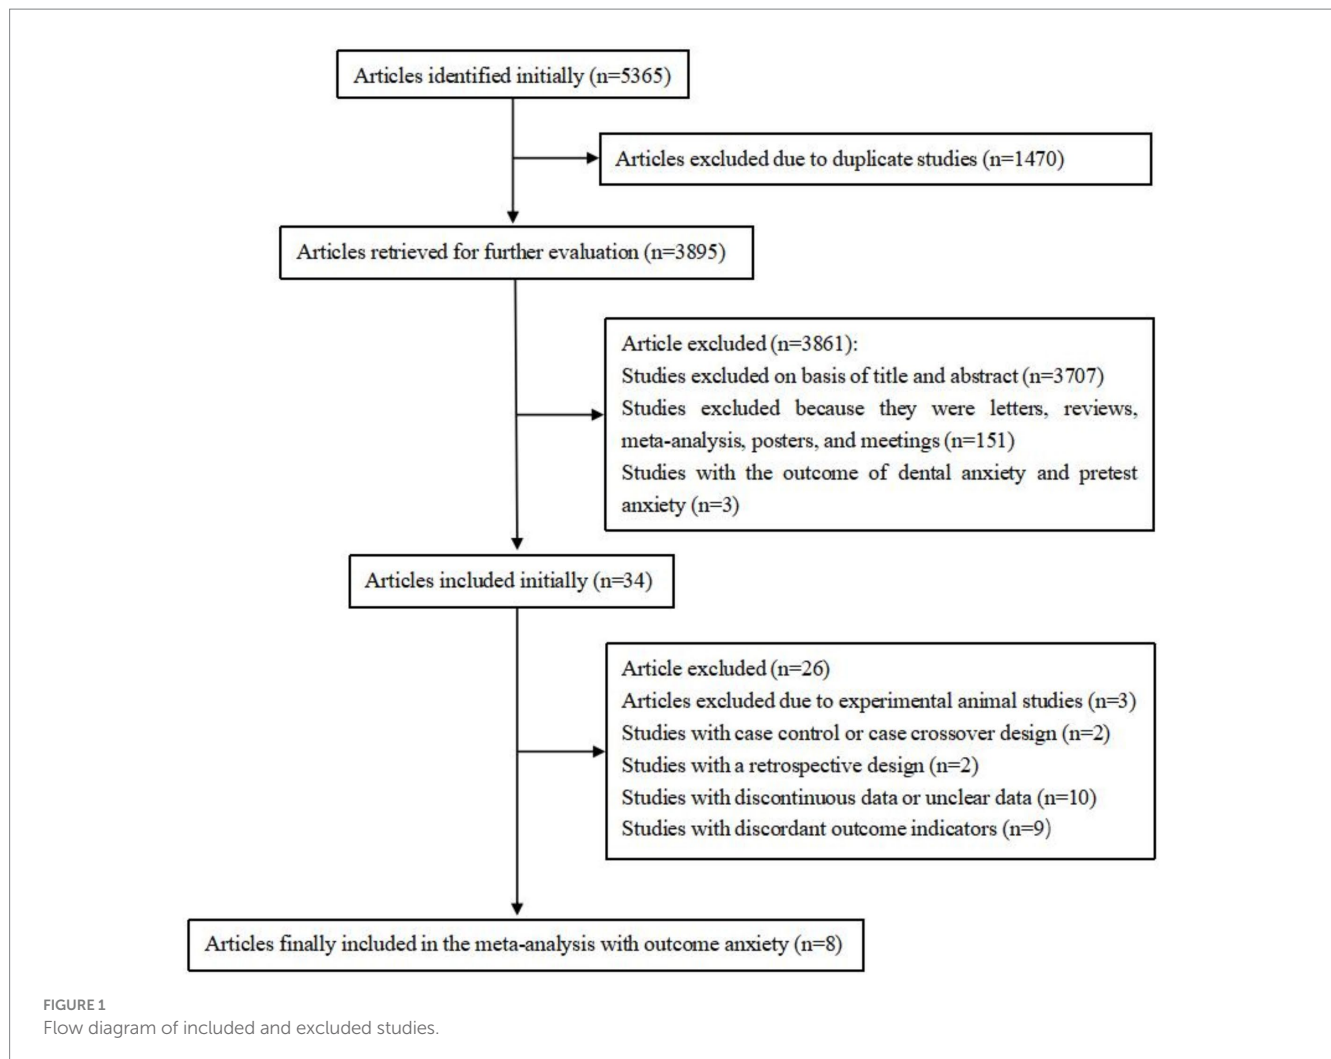 Articles identified initially (n=5365)
Articles excluded due to duplicate studies (n=1470)
Articles retrieved for further evaluation (n=3895)
Article excluded (n=3861):
Studies excluded on basis of title and abstract (n=3707)
Studies excluded because they were letters, reviews,
meta-analysis, posters, and meetings (n=151)
Studies with the outcome of dental anxiety and pretest
anxiety (n=3)
Articles included initially (n=34)
Article excluded (n=26)
Articles excluded due to experimental animal studies (n=3)
Studies with case control or case crossover design (n=2)
Studies with a retrospective design (n=2)
Studies with discontinuous data or unclear data (n=10)
Studies with discordant outcome indicators (n=9)
Articles finally included in the meta-analysis with outcome anxiety (n=8)
FIGURE 1
Flow diagram of included and excluded studies.